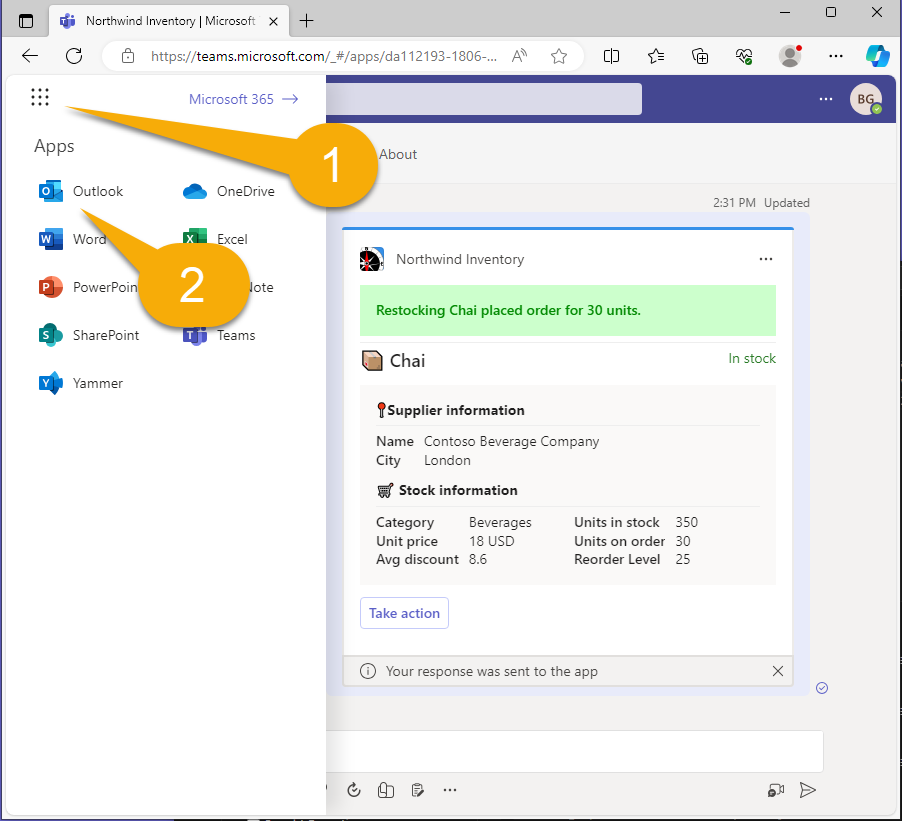 Northwind Inventory | Microsoft
https://teams.microsoft.com/_#/apps/da112193-1806-...
Microsoft 365
BG
Apps
1
About
Outlook
OneDrive
2:31 PM Updated
Word
Excel
Northwind Inventory
2
PowerPoin
Note
Restocking Chai placed order for 30 units.
SharePoint
Teams
Chai
In stock
Yammer
Supplier information
Name Contoso Beverage Company
City London
Stock information
Category Beverages Units in stock 350
Unit price 18 USD Units on order 30
Avg discount 8.6 Reorder Level 25
Take action
Your response was sent to the app